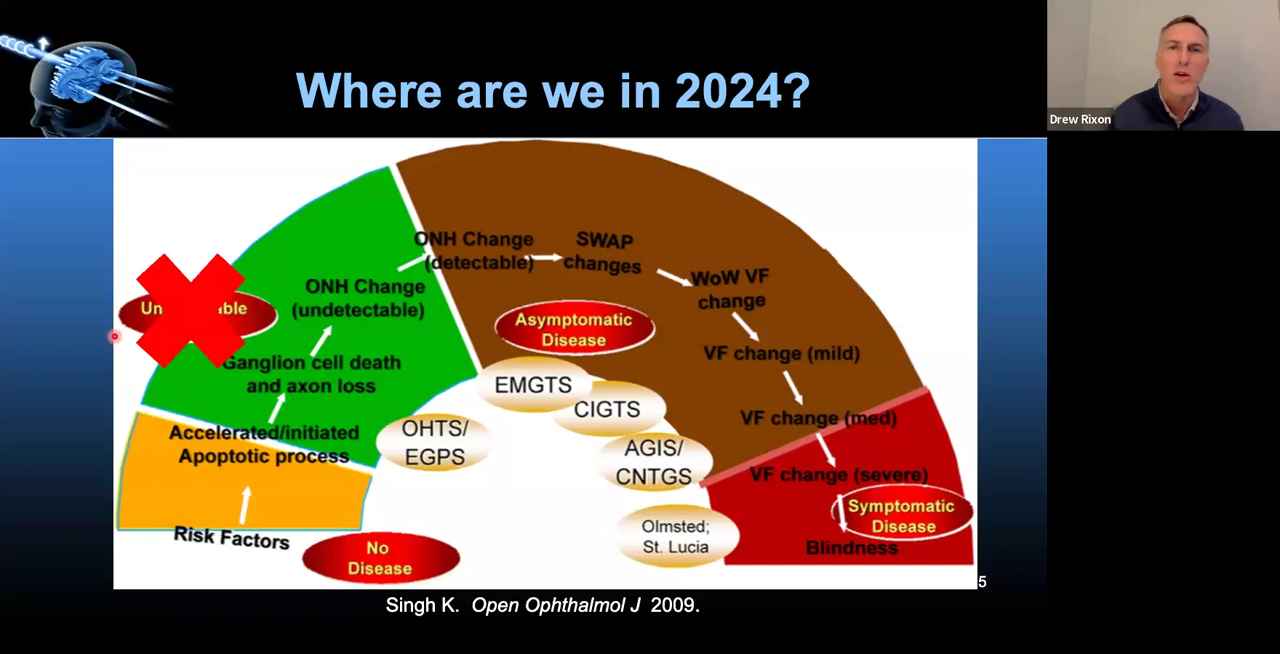 Where are we in 2024?
Drew Rixon
ONH Change
(detectable)
SWAP
changes
WoW VF
change
VF change (mild)
VF change (med)
VF change (severe)
Blindness
ONH Change
(undetectable)
Ganglion cell death
and axon loss
Accelerated/initiated
Apoptotic process
Risk Factors
Asymptomatic
Disease
EMGTS
CIGTS
OHTS/
EGPS
AGIS/
CNTGS
Olmsted;
St. Lucia
Symptomatic
Disease
No
Disease
5
Singh K. Open Ophthalmol J 2009.